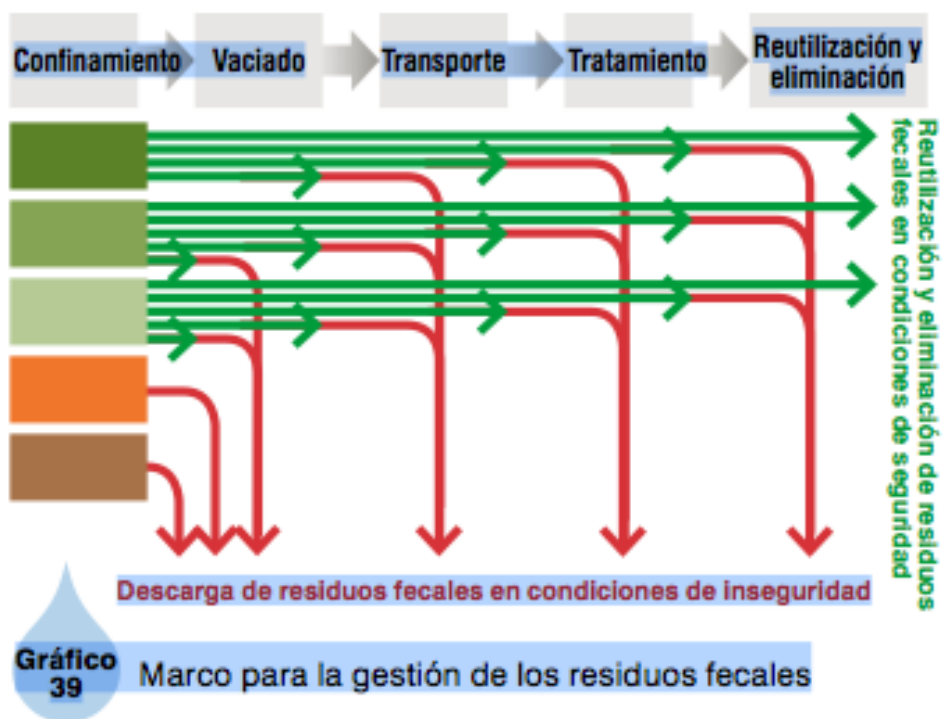 Confinamiento
Vaciado
Transporte
Tratamiento
Reutilización y
eliminación
Reutilización y eliminación de residuos
fecales en condiciones de seguridad
Descarga de residuos fecales en condiciones de inseguridad
Gráfico
39
Marco para la gestión de los residuos fecales